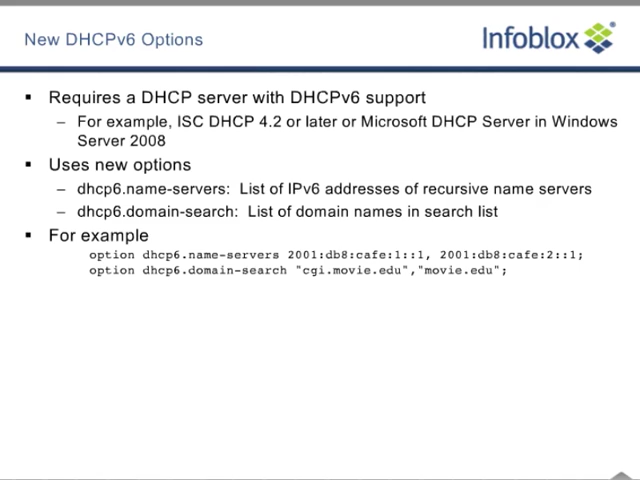 New DHCPv6 Options
Infoblox
▪ Requires a DHCP server with DHCPv6 support
– For example, ISC DHCP 4.2 or later or Microsoft DHCP Server in Windows
Server 2008
▪ Uses new options
– dhcp6.name-servers: List of IPv6 addresses of recursive name servers
– dhcp6.domain-search: List of domain names in search list
▪ For example
option dhcp6.name-servers 2001:db8:cafe:1::1, 2001:db8:cafe:2::1;
option dhcp6.domain-search "cgi.movie.edu","movie.edu";